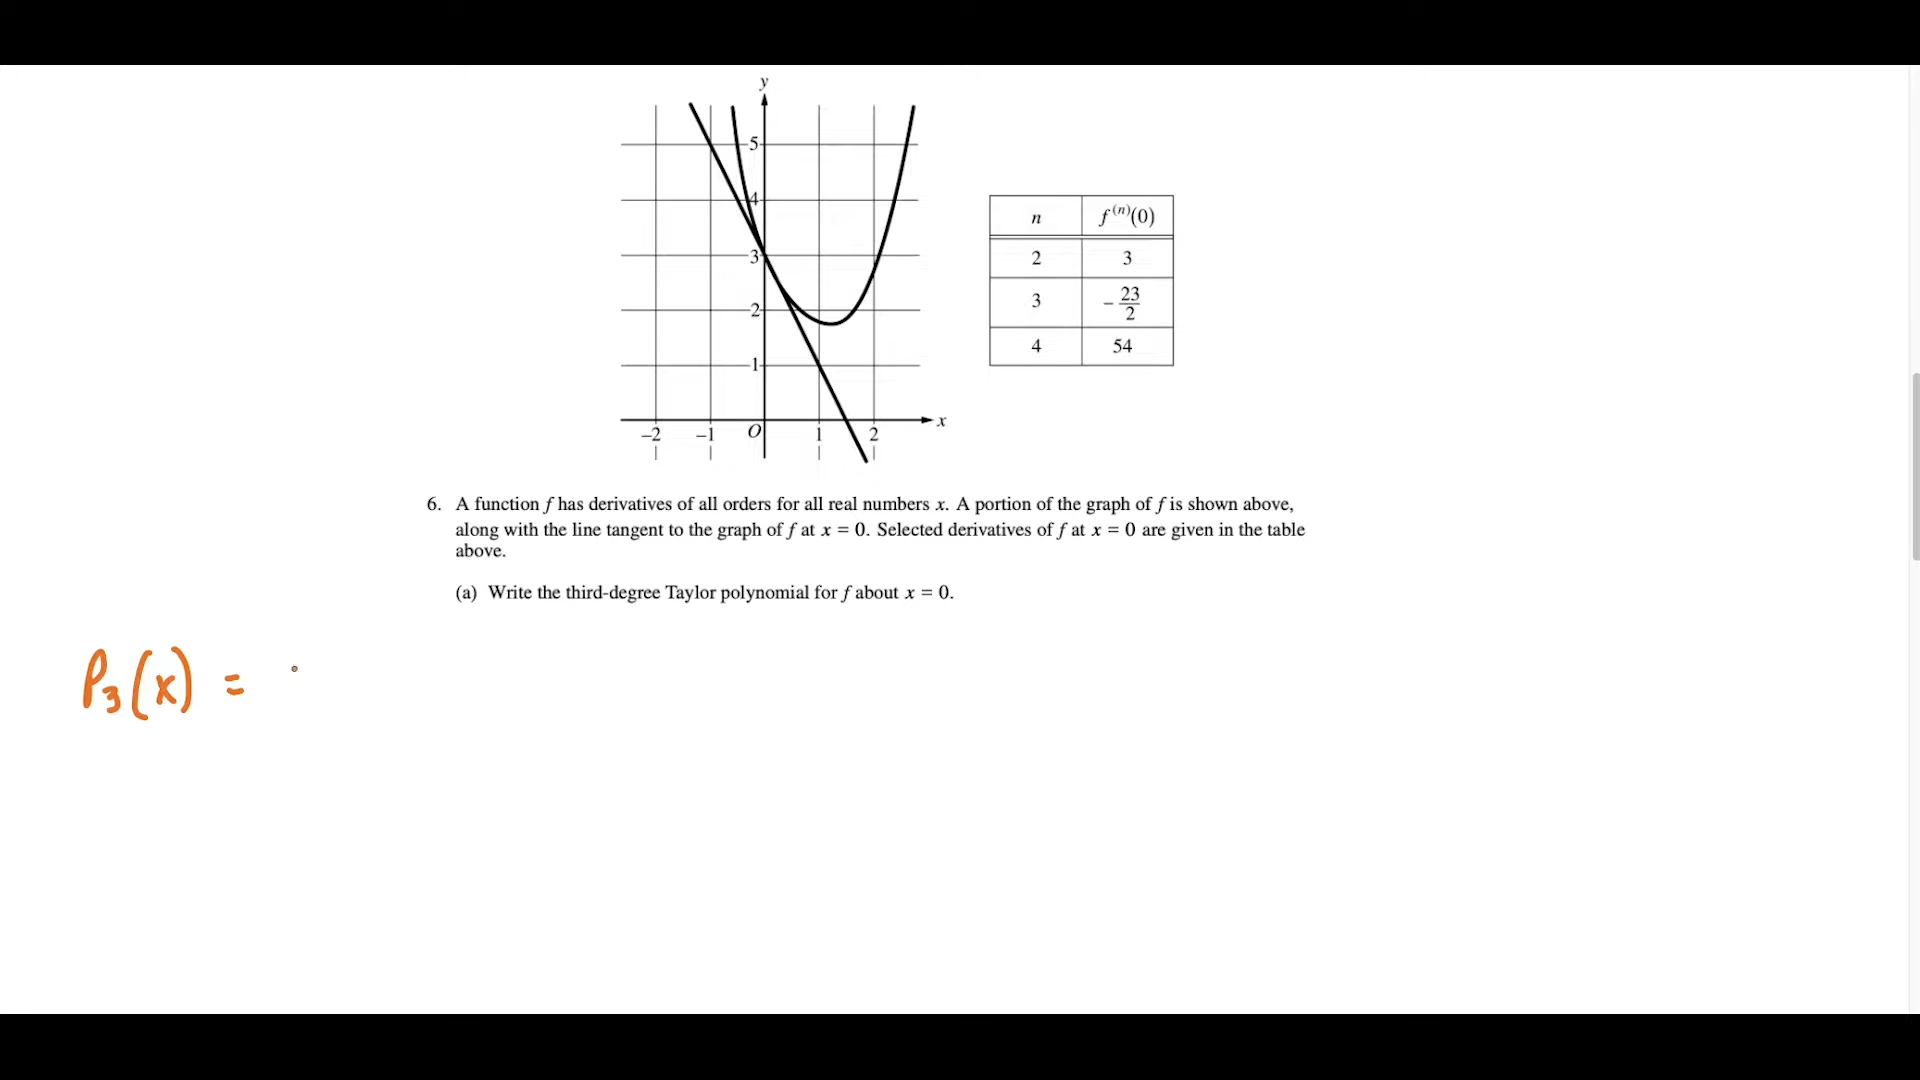 y
5
4
3
2
1
-2 -1 O 1 2 x
n f⁽ⁿ⁾(0)
2 3
3 -23/2
4 54
6. A function f has derivatives of all orders for all real numbers x. A portion of the graph of f is shown above,
along with the line tangent to the graph of f at x = 0. Selected derivatives of f at x = 0 are given in the table
above.
(a) Write the third-degree Taylor polynomial for f about x = 0.
P₃(x) =